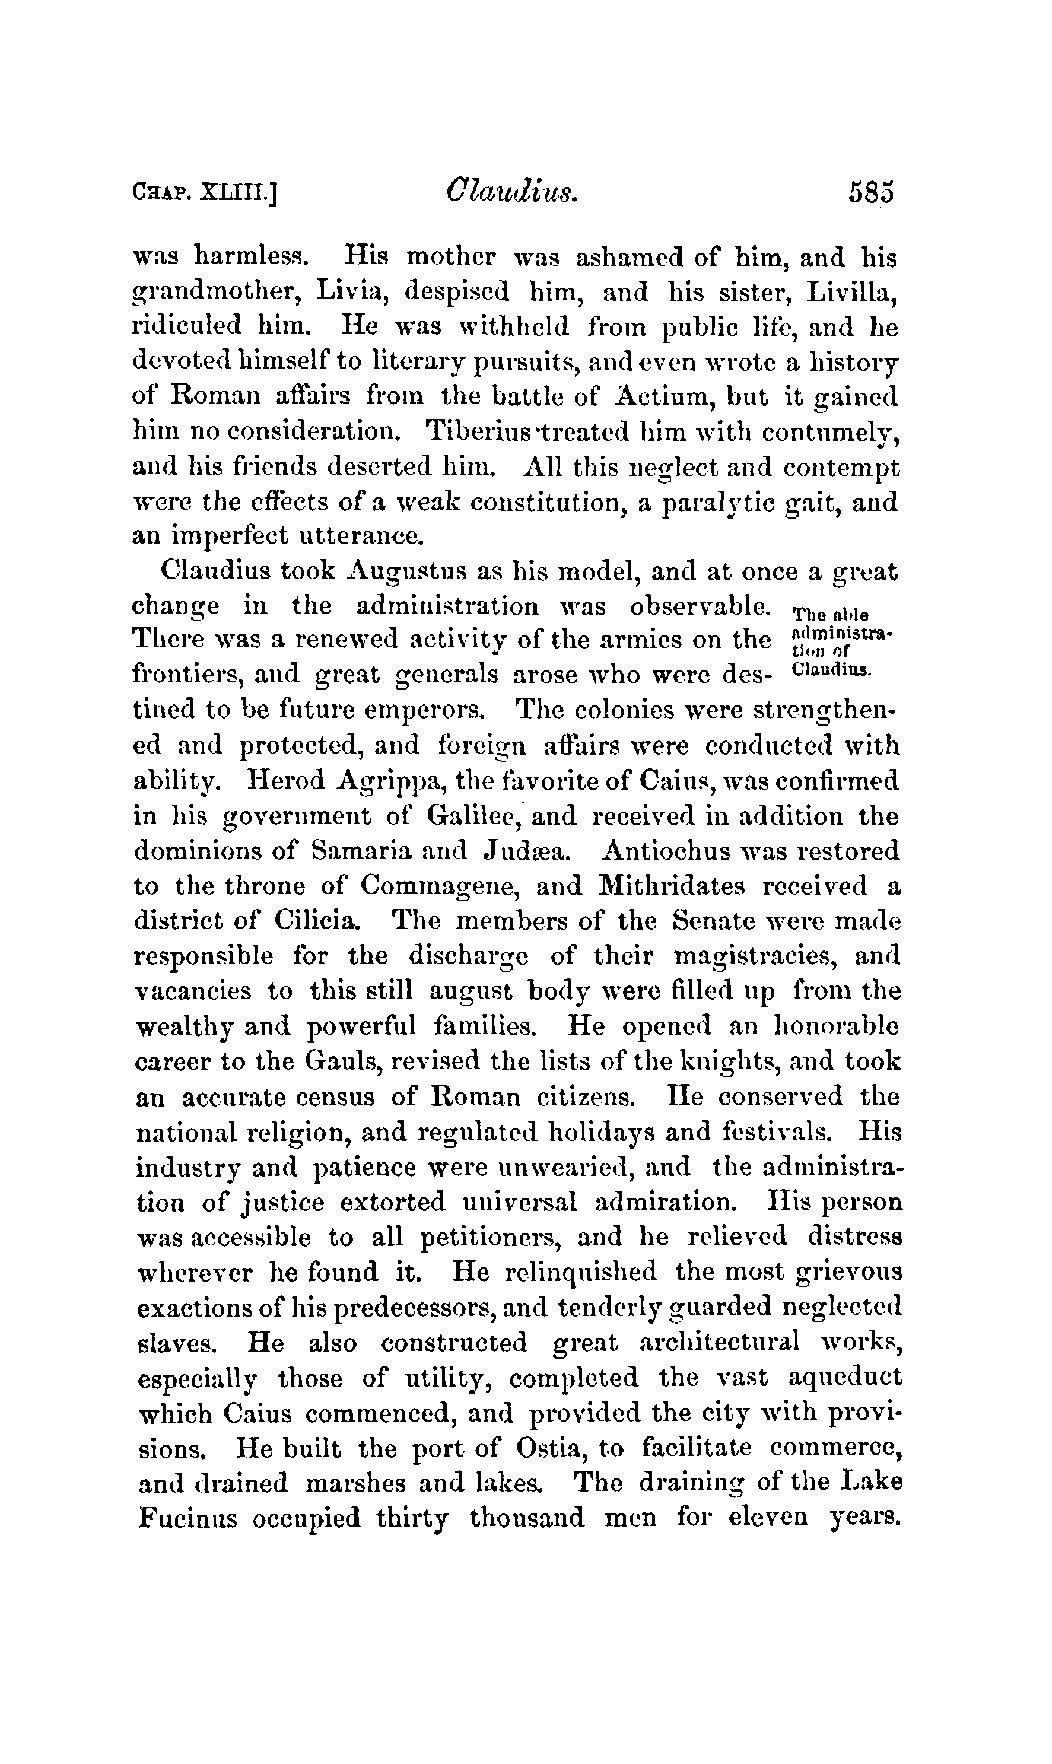 CHAP. XLIII.] Claudius. 585
was harmless. His mother was ashamed of him, and his
grandmother, Livia, despised him, and his sister, Livilla,
ridiculed him. He was withheld from public life, and he
devoted himself to literary pursuits, and even wrote a history
of Roman affairs from the battle of Actium, but it gained
him no consideration. Tiberius treated him with contumely,
and his friends deserted him. All this neglect and contempt
were the effects of a weak constitution, a paralytic gait, and
an imperfect utterance.
Claudius took Augustus as his model, and at once a great
change in the administration was observable.
There was a renewed activity of the armies on the
frontiers, and great generals arose who were des-
The able
administra-
tion of
Claudius.
tined to be future emperors. The colonies were strengthen-
ed and protected, and foreign affairs were conducted with
ability. Herod Agrippa, the favorite of Caius, was confirmed
in his government of Galilee, and received in addition the
dominions of Samaria and Judæa. Antiochus was restored
to the throne of Commagene, and Mithridates received a
district of Cilicia. The members of the Senate were made
responsible for the discharge of their magistracies, and
vacancies to this still august body were filled up from the
wealthy and powerful families. He opened an honorable
career to the Gauls, revised the lists of the knights, and took
an accurate census of Roman citizens. He conserved the
national religion, and regulated holidays and festivals. His
industry and patience were unwearied, and the administra-
tion of justice extorted universal admiration. His person
was accessible to all petitioners, and he relieved distress
wherever he found it. He relinquished the most grievous
exactions of his predecessors, and tenderly guarded neglected
slaves. He also constructed great architectural works,
especially those of utility, completed the vast aqueduct
which Caius commenced, and provided the city with provi-
sions. He built the port of Ostia, to facilitate commerce,
and drained marshes and lakes. The draining of the Lake
Fucinus occupied thirty thousand men for eleven years.